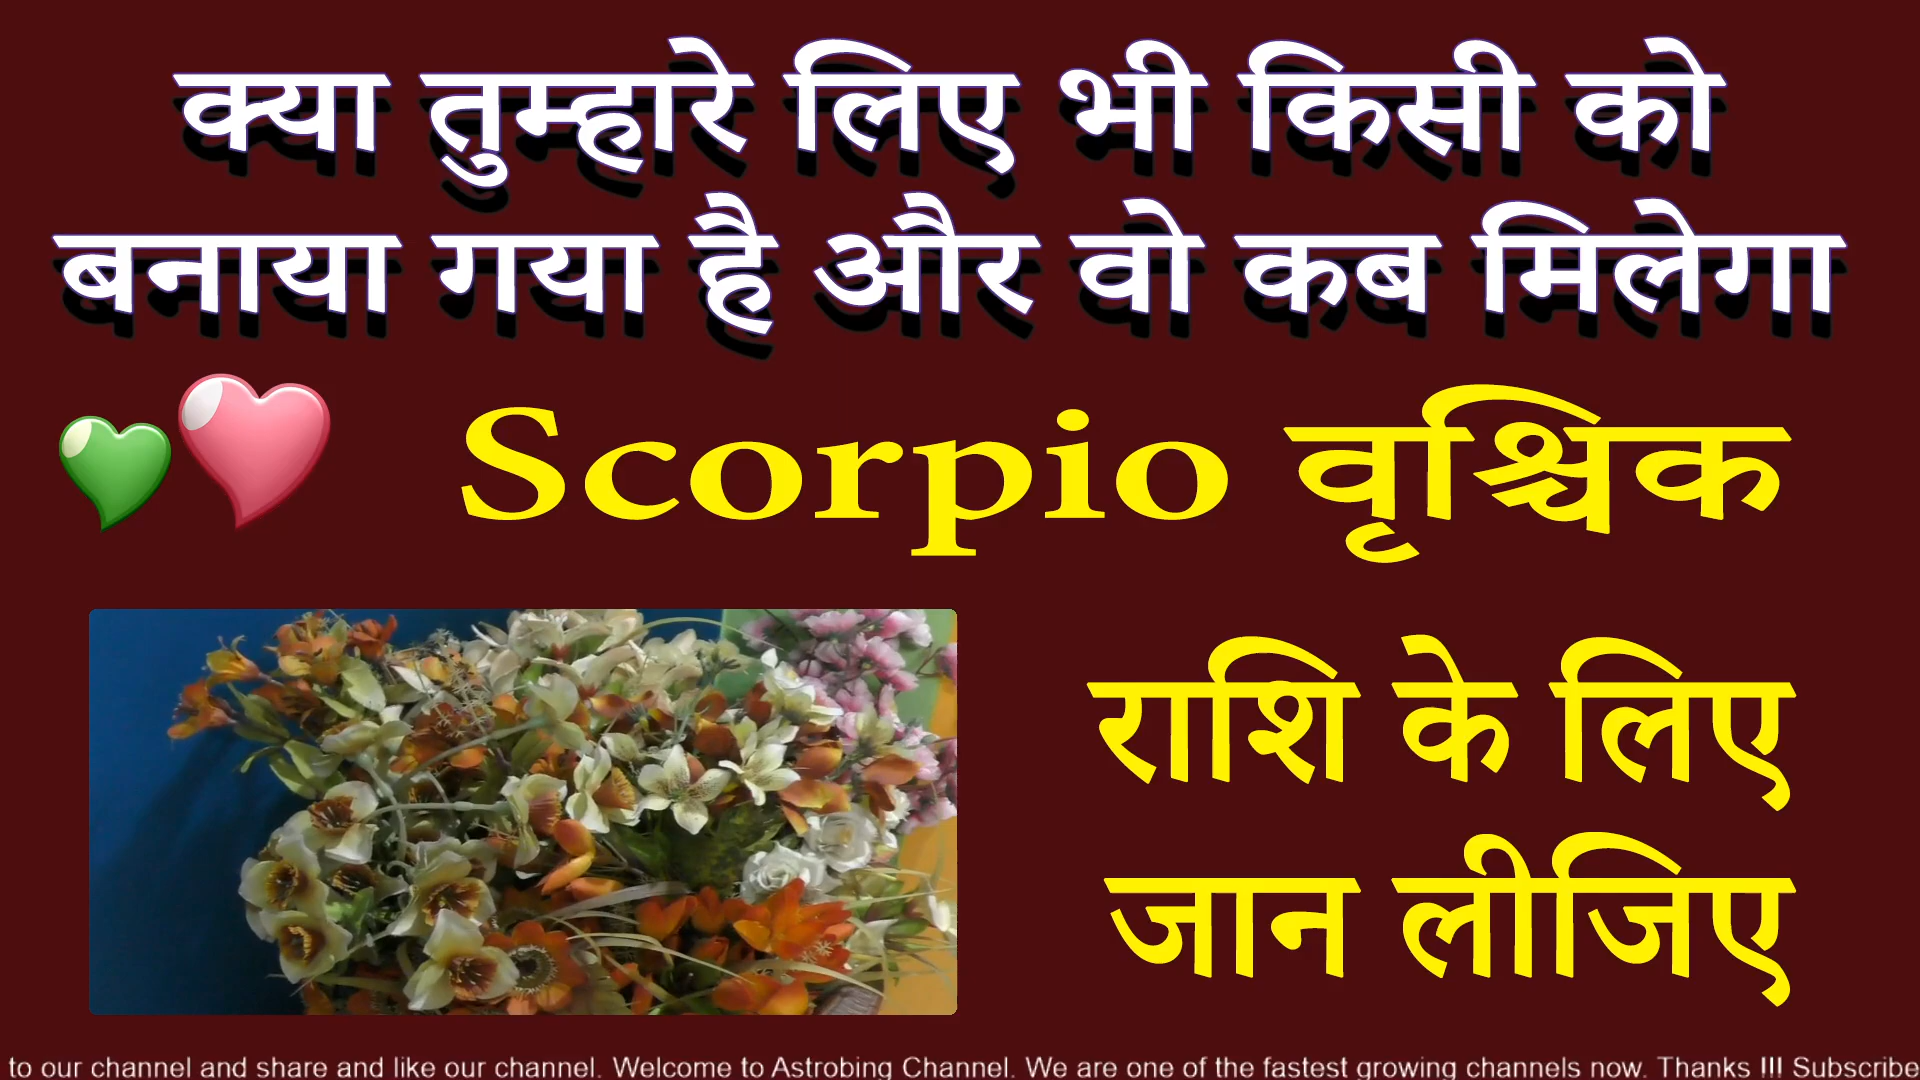 क्या तुम्हारे लिए भी किसी को
बनाया गया है और वो कब मिलेगा
Scorpio वृश्चिक
राशि के लिए
जान लीजिए
to our channel and share and like our channel. Welcome to Astrobing Channel. We are one of the fastest growing channels now. Thanks !!! Subscribe